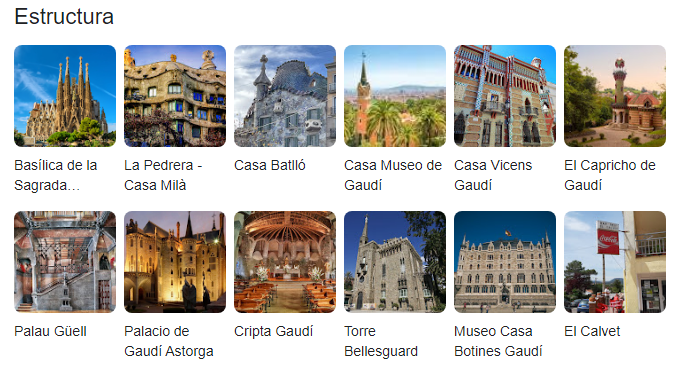 Estructura
Basílica de la
Sagrada...
La Pedrera -
Casa Milà
Casa Batlló
Casa Museo de
Gaudí
Casa Vicens
Gaudí
El Capricho de
Gaudí
Coca-Cola
Palau Güell
Palacio de
Gaudí Astorga
Cripta Gaudí
Torre
Bellesguard
Museo Casa
Botines Gaudí
El Calvet